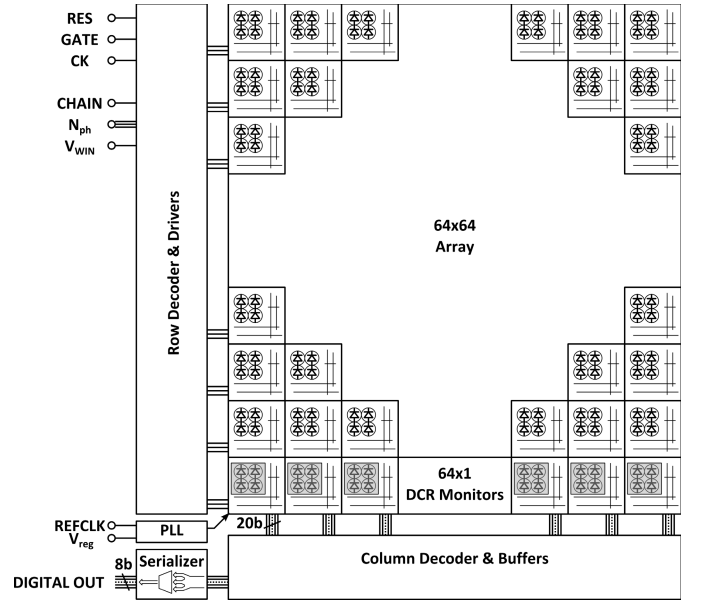 RES
GATE
CK
CHAIN
Nph
VWIN
Row Decoder & Drivers
64x64
Array
64x1
DCR Monitors
REFCLK
Vreg
PLL
20b
8b
Serializer
Column Decoder & Buffers
DIGITAL OUT